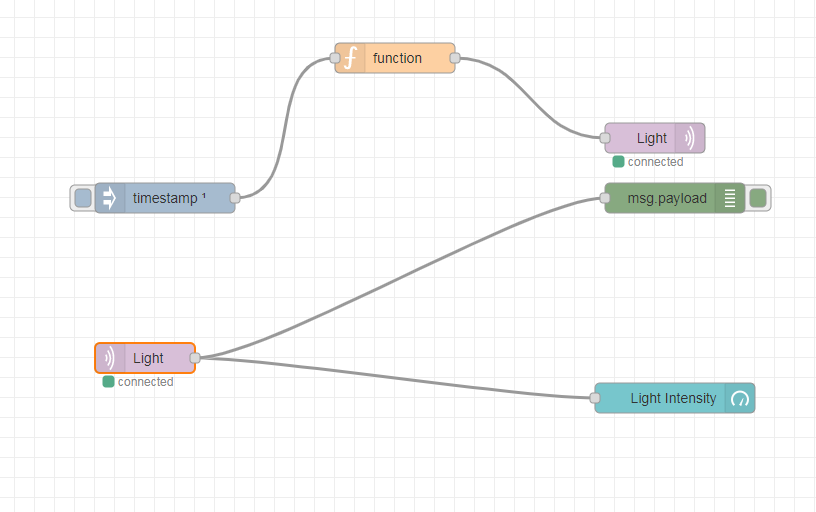 function
Light
connected
timestamp ¹
msg.payload
Light
connected
Light Intensity